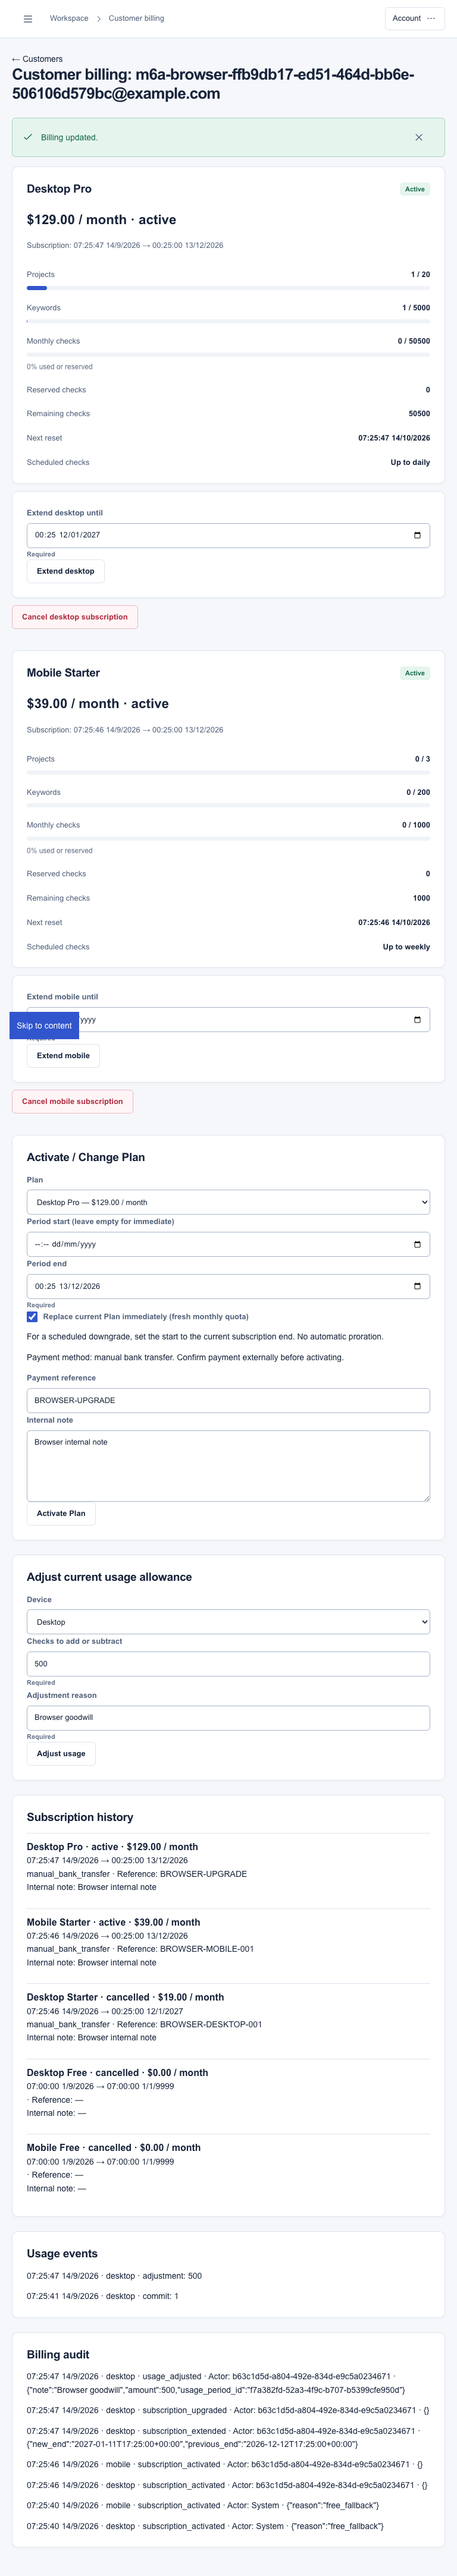 Workspace > Customer billing
Account ···
← Customers
Customer billing: m6a-browser-ffb9db17-ed51-464d-bb6e-
506106d579bc@example.com
Billing updated.
Desktop Pro
Active
$129.00 / month · active
Subscription: 07:25:47 14/9/2026 → 00:25:00 13/12/2026
Projects 1 / 20
Keywords 1 / 5000
Monthly checks 0 / 50500
0% used or reserved
Reserved checks 0
Remaining checks 50500
Next reset 07:25:47 14/10/2026
Scheduled checks Up to daily
Extend desktop until
00:25 12/01/2027
Required
Extend desktop
Cancel desktop subscription
Mobile Starter
Active
$39.00 / month · active
Subscription: 07:25:46 14/9/2026 → 00:25:00 13/12/2026
Projects 0 / 3
Keywords 0 / 200
Monthly checks 0 / 1000
0% used or reserved
Reserved checks 0
Remaining checks 1000
Next reset 07:25:46 14/10/2026
Scheduled checks Up to weekly
Extend mobile until
Skip to content
yyyy
Extend mobile
Cancel mobile subscription
Activate / Change Plan
Plan
Desktop Pro — $129.00 / month
Period start (leave empty for immediate)
--:-- dd/mm/yyyy
Period end
00:25 13/12/2026
Required
Replace current Plan immediately (fresh monthly quota)
For a scheduled downgrade, set the start to the current subscription end. No automatic proration.
Payment method: manual bank transfer. Confirm payment externally before activating.
Payment reference
BROWSER-UPGRADE
Internal note
Browser internal note
Activate Plan
Adjust current usage allowance
Device
Desktop
Checks to add or subtract
500
Required
Adjustment reason
Browser goodwill
Required
Adjust usage
Subscription history
Desktop Pro · active · $129.00 / month
07:25:47 14/9/2026 → 00:25:00 13/12/2026
manual_bank_transfer · Reference: BROWSER-UPGRADE
Internal note: Browser internal note
Mobile Starter · active · $39.00 / month
07:25:46 14/9/2026 → 00:25:00 13/12/2026
manual_bank_transfer · Reference: BROWSER-MOBILE-001
Internal note: Browser internal note
Desktop Starter · cancelled · $19.00 / month
07:25:46 14/9/2026 → 00:25:00 12/1/2027
manual_bank_transfer · Reference: BROWSER-DESKTOP-001
Internal note: Browser internal note
Desktop Free · cancelled · $0.00 / month
07:00:00 1/9/2026 → 07:00:00 1/1/9999
· Reference: —
Internal note: —
Mobile Free · cancelled · $0.00 / month
07:00:00 1/9/2026 → 07:00:00 1/1/9999
· Reference: —
Internal note: —
Usage events
07:25:47 14/9/2026 · desktop · adjustment: 500
07:25:41 14/9/2026 · desktop · commit: 1
Billing audit
07:25:47 14/9/2026 · desktop · usage_adjusted · Actor: b63c1d5d-a804-492e-834d-e9c5a0234671 ·
{"note":"Browser goodwill","amount":500,"usage_period_id":"f7a382fd-52a3-4f9c-b707-b5399cfe950d"}
07:25:47 14/9/2026 · desktop · subscription_upgraded · Actor: b63c1d5d-a804-492e-834d-e9c5a0234671 · {}
07:25:47 14/9/2026 · desktop · subscription_extended · Actor: b63c1d5d-a804-492e-834d-e9c5a0234671 ·
{"new_end":"2027-01-11T17:25:00+00:00","previous_end":"2026-12-12T17:25:00+00:00"}
07:25:46 14/9/2026 · mobile · subscription_activated · Actor: b63c1d5d-a804-492e-834d-e9c5a0234671 · {}
07:25:46 14/9/2026 · desktop · subscription_activated · Actor: b63c1d5d-a804-492e-834d-e9c5a0234671 · {}
07:25:40 14/9/2026 · mobile · subscription_activated · Actor: System · {"reason":"free_fallback"}
07:25:40 14/9/2026 · desktop · subscription_activated · Actor: System · {"reason":"free_fallback"}